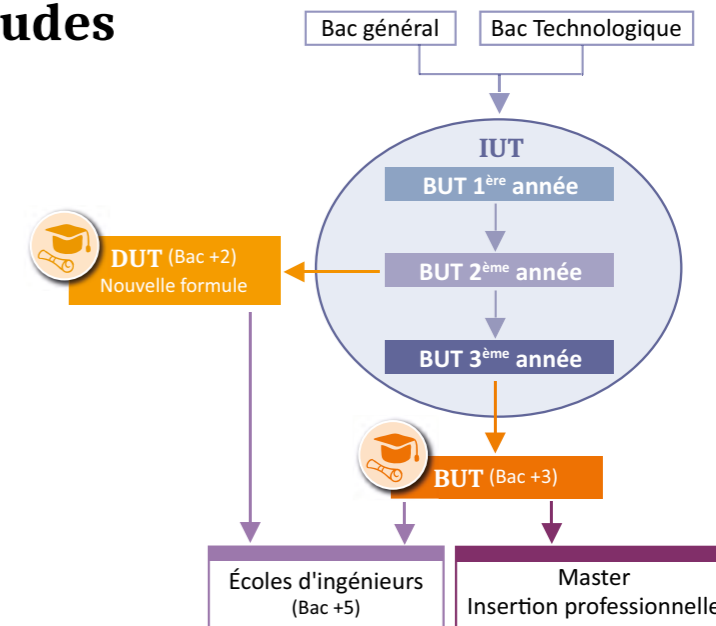 udes
Bac général
Bac Technologique
IUT
BUT 1ère année
DUT (Bac +2)
Nouvelle formule
BUT 2ème année
BUT 3ème année
BUT (Bac +3)
Écoles d'ingénieurs
(Bac +5)
Master
Insertion professionnelle